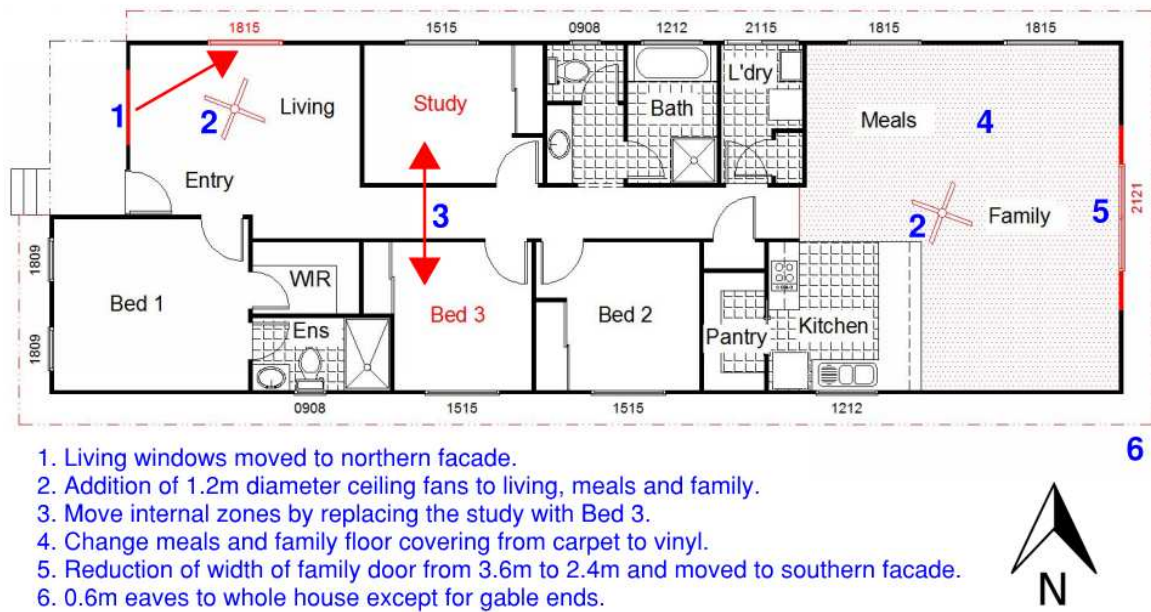 1815 1515 0908 1212 2115 1815 1815
1 2 Living Study Bath L'dry Meals 4
Entry 3 2 Family 5 2121
1809 WIR
Bed 1 Bed 3 Bed 2
1809 Ens Pantry Kitchen
0908 1515 1515 1212
6
1. Living windows moved to northern facade.
2. Addition of 1.2m diameter ceiling fans to living, meals and family.
3. Move internal zones by replacing the study with Bed 3.
4. Change meals and family floor covering from carpet to vinyl.
5. Reduction of width of family door from 3.6m to 2.4m and moved to southern facade.
6. 0.6m eaves to whole house except for gable ends.
N